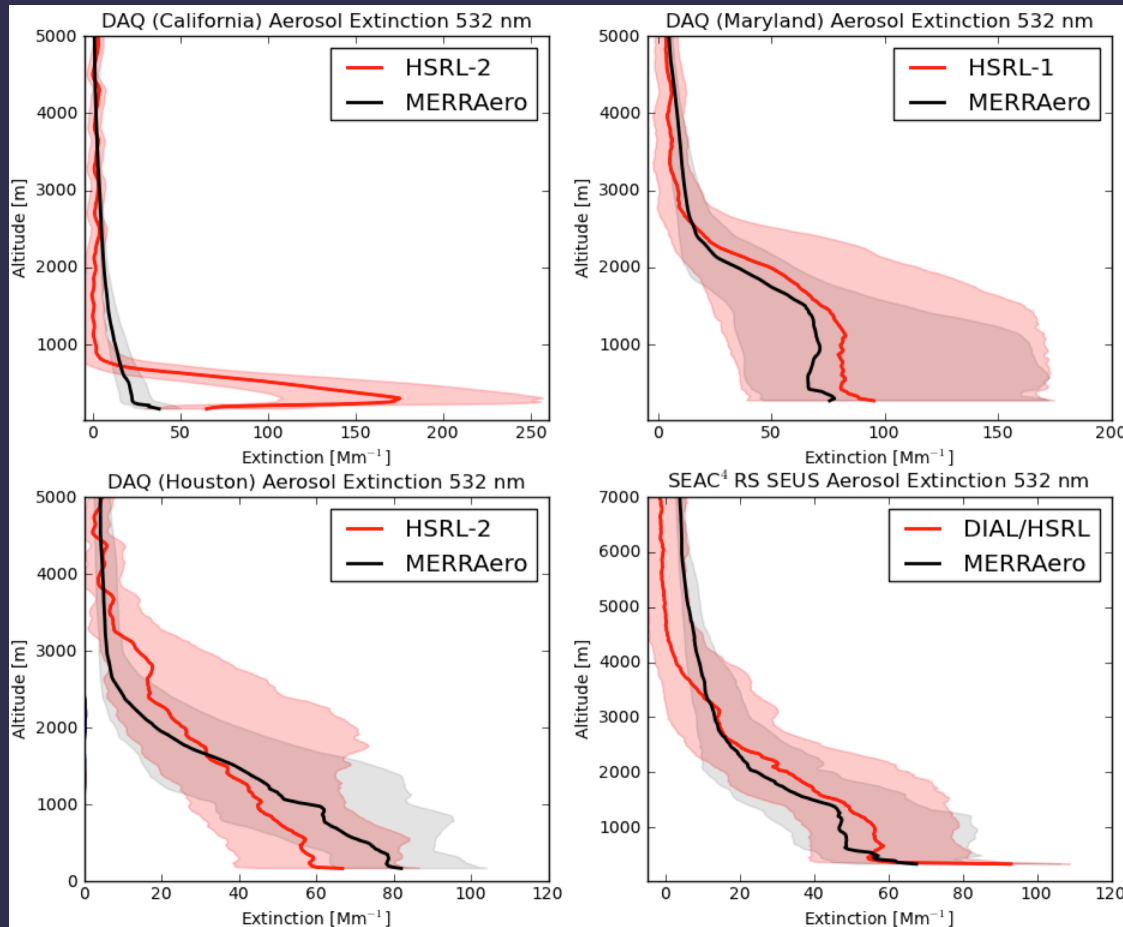 DAQ (California) Aerosol Extinction 532 nm
5000
4000
3000
2000
1000
Altitude [m]
HSRL-2
MERRAero
0 50 100 150 200 250
Extinction [Mm⁻¹]
DAQ (Maryland) Aerosol Extinction 532 nm
5000
4000
3000
2000
1000
Altitude [m]
HSRL-1
MERRAero
0 50 100 150 200
Extinction [Mm⁻¹]
DAQ (Houston) Aerosol Extinction 532 nm
5000
4000
3000
2000
1000
0
Altitude [m]
HSRL-2
MERRAero
0 20 40 60 80 100 120
Extinction [Mm⁻¹]
SEAC⁴ RS SEUS Aerosol Extinction 532 nm
7000
6000
5000
4000
3000
2000
1000
Altitude [m]
DIAL/HSRL
MERRAero
0 20 40 60 80 100 120
Extinction [Mm⁻¹]